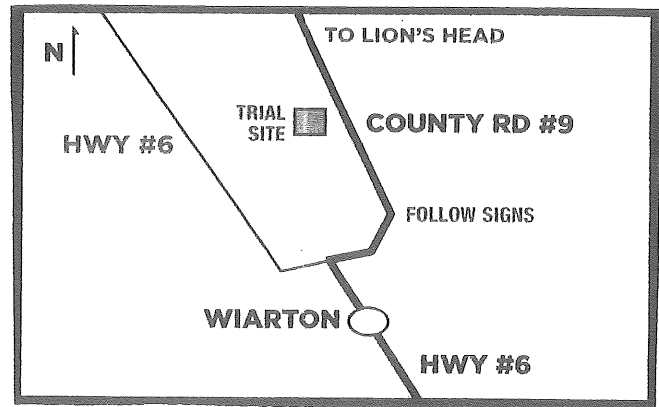 TO LION'S HEAD
N
TRIAL
SITE
COUNTY RD #9
HWY #6
FOLLOW SIGNS
WIARTON
HWY #6